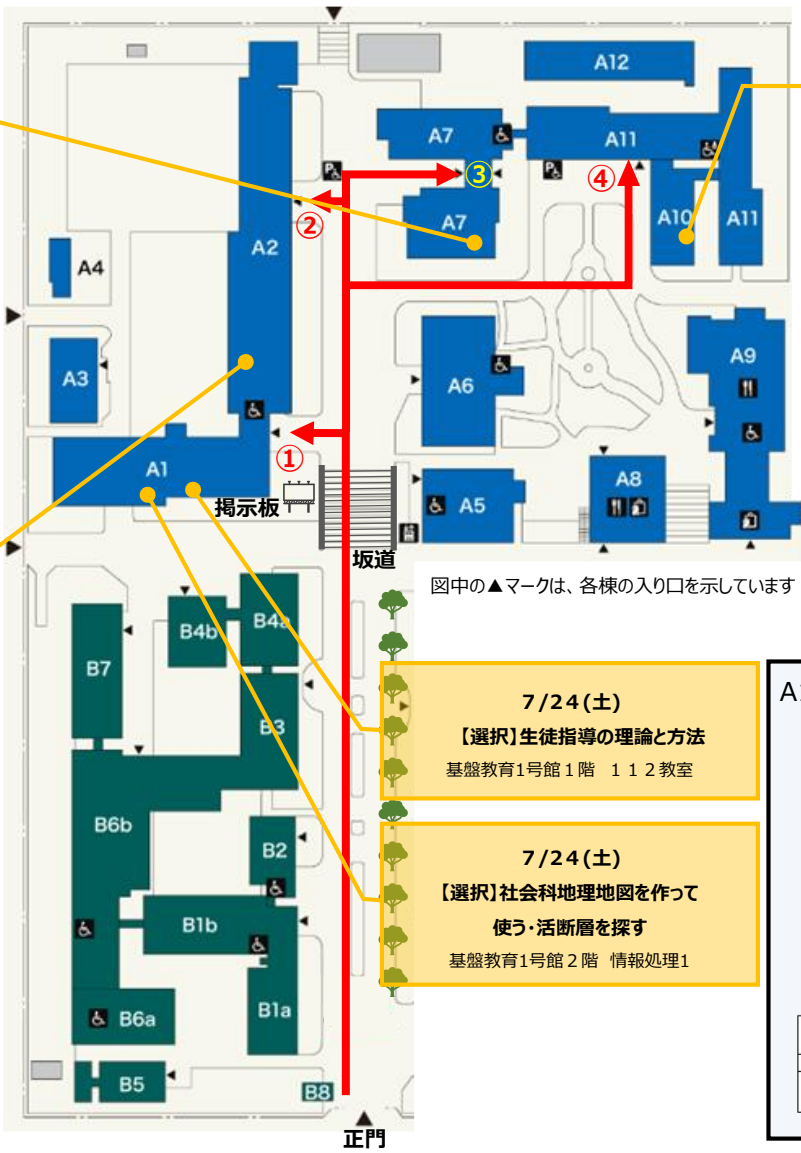 A12
A7
A11
P
P
③
④
②
A7
A10
A11
A2
A4
A3
A9
A6
①
A1
A8
掲示板
A5
坂道
図中の▲マークは、各棟の入り口を示しています
B4b
B4a
B7
7/24(土)
【選択】生徒指導の理論と方法
基盤教育1号館1階 112教室
B3
B6b
B2
7/24(土)
【選択】社会科地理地図を作って
使う・活断層を探す
基盤教育1号館2階 情報処理1
B1b
B6a
B1a
B5
B8
正門